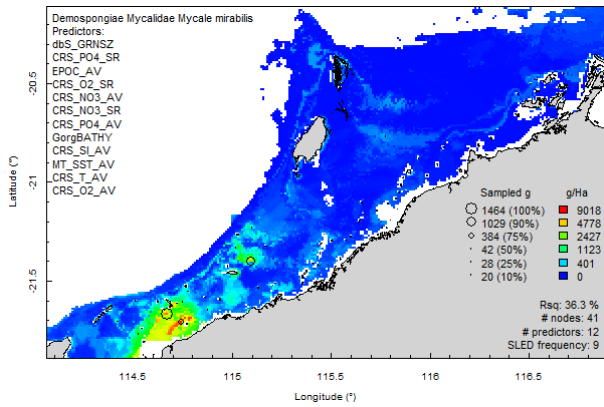 Demospongiae Mycalidae Mycale mirabilis
Predictors:
dbS_GRNSZ
CRS_PO4_SR
EPOC_AV
CRS_O2_SR
CRS_NO3_AV
CRS_NO3_SR
CRS_PO4_AV
GorgBATHY
CRS_SI_AV
MT_SST_AV
CRS_T_AV
CRS_O2_AV
-20.5
-21
-21.5
Latitude (°)
Sampled g g/Ha
1464 (100%) 9018
1029 (90%) 4778
384 (75%) 2427
42 (50%) 1123
28 (25%) 401
20 (10%) 0
Rsq: 36.3 %
# nodes: 41
# predictors: 12
SLED frequency: 9
114.5 115 115.5 116 116.5
Longitude (°)